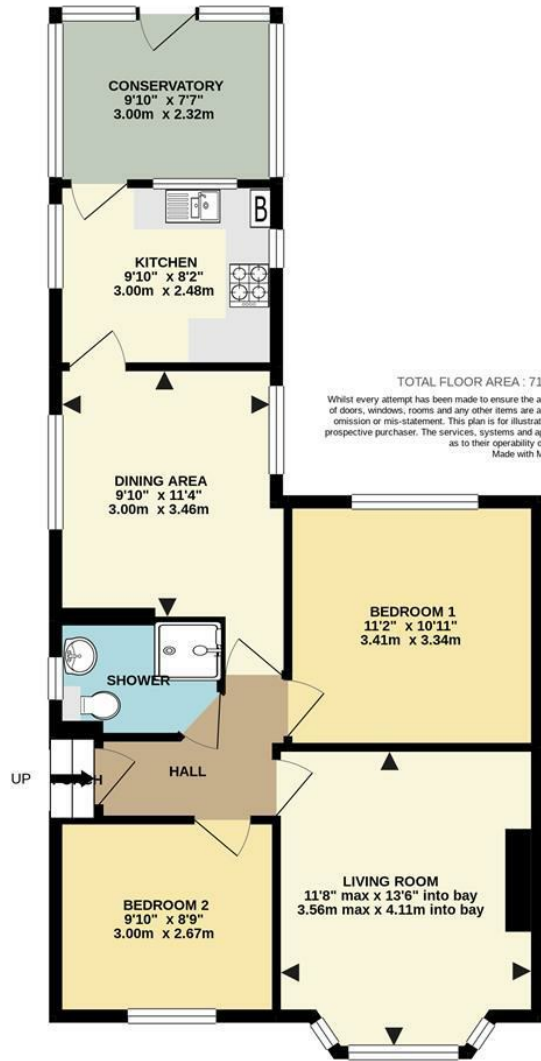 CONSERVATORY
9'10" x 7'7"
3.00m x 2.32m
B
KITCHEN
9'10" x 8'2"
3.00m x 2.48m
TOTAL FLOOR AREA : 71
Whilst every attempt has been made to ensure the a
of doors, windows, rooms and any other items are a
omission or mis-statement. This plan is for illustrat
prospective purchaser. The services, systems and ap
as to their operability o
Made with M
DINING AREA
9'10" x 11'4"
3.00m x 3.46m
BEDROOM 1
11'2" x 10'11"
3.41m x 3.34m
SHOWER
UP
HALL
LIVING ROOM
11'8" max x 13'6" into bay
3.56m max x 4.11m into bay
BEDROOM 2
9'10" x 8'9"
3.00m x 2.67m